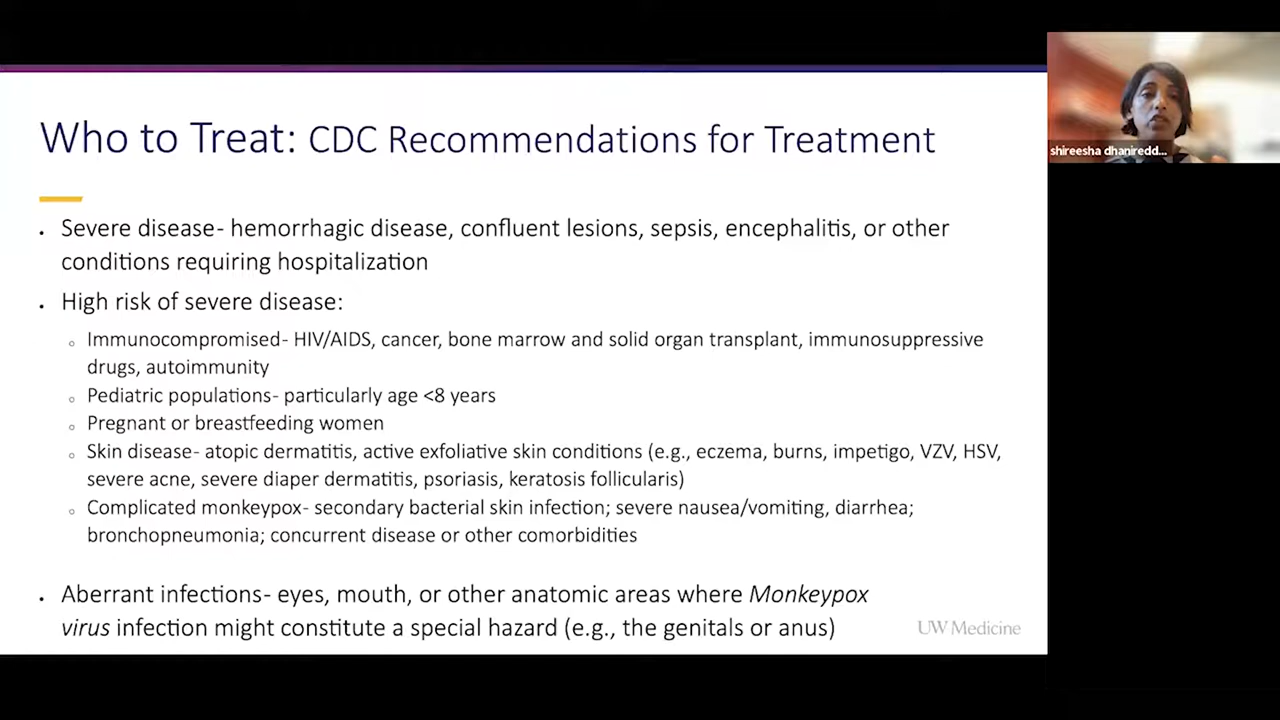 Who to Treat: CDC Recommendations for Treatment
shireesha dhaniredd...
• Severe disease- hemorrhagic disease, confluent lesions, sepsis, encephalitis, or other
conditions requiring hospitalization
• High risk of severe disease:
○ Immunocompromised- HIV/AIDS, cancer, bone marrow and solid organ transplant, immunosuppressive
drugs, autoimmunity
○ Pediatric populations- particularly age <8 years
○ Pregnant or breastfeeding women
○ Skin disease- atopic dermatitis, active exfoliative skin conditions (e.g., eczema, burns, impetigo, VZV, HSV,
severe acne, severe diaper dermatitis, psoriasis, keratosis follicularis)
○ Complicated monkeypox- secondary bacterial skin infection; severe nausea/vomiting, diarrhea;
bronchopneumonia; concurrent disease or other comorbidities
• Aberrant infections- eyes, mouth, or other anatomic areas where Monkeypox
virus infection might constitute a special hazard (e.g., the genitals or anus)
UW Medicine